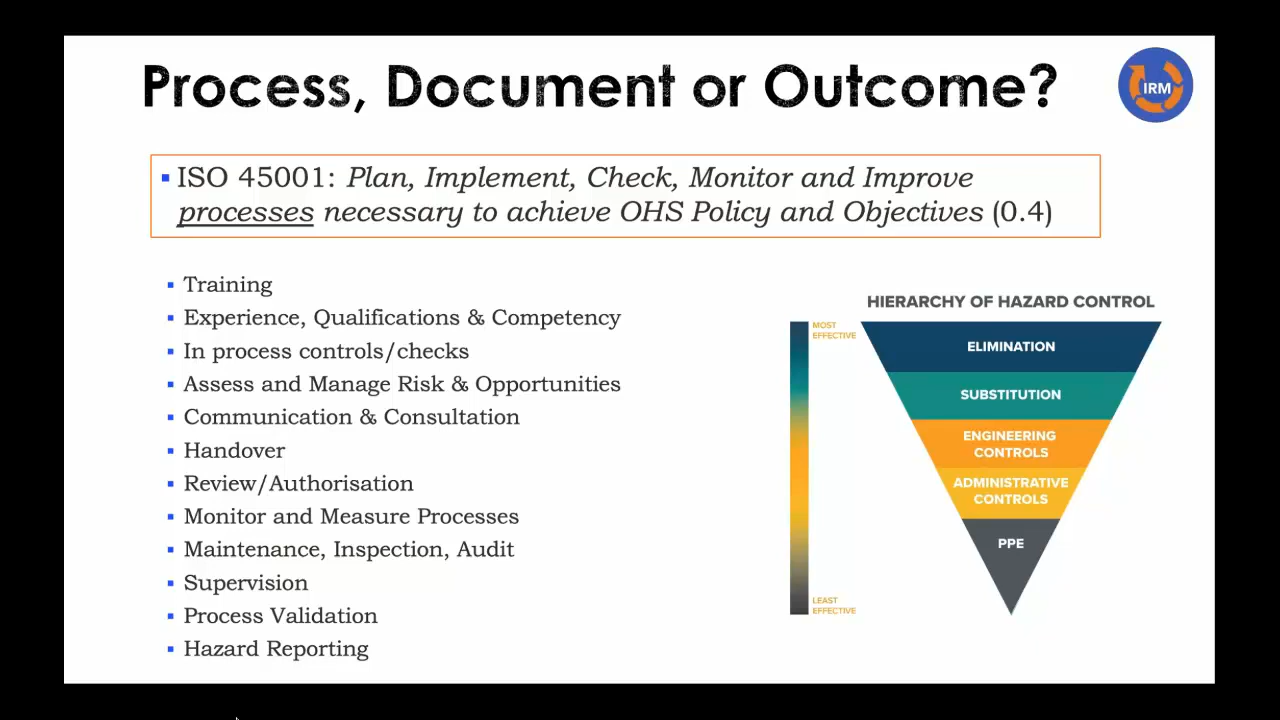 Process, Document or Outcome?
IRM
▪ ISO 45001: Plan, Implement, Check, Monitor and Improve
processes necessary to achieve OHS Policy and Objectives (0.4)
▪ Training
▪ Experience, Qualifications & Competency
▪ In process controls/checks
▪ Assess and Manage Risk & Opportunities
▪ Communication & Consultation
▪ Handover
▪ Review/Authorisation
▪ Monitor and Measure Processes
▪ Maintenance, Inspection, Audit
▪ Supervision
▪ Process Validation
▪ Hazard Reporting
HIERARCHY OF HAZARD CONTROL
MOST
EFFECTIVE
ELIMINATION
SUBSTITUTION
ENGINEERING
CONTROLS
ADMINISTRATIVE
CONTROLS
PPE
LEAST
EFFECTIVE